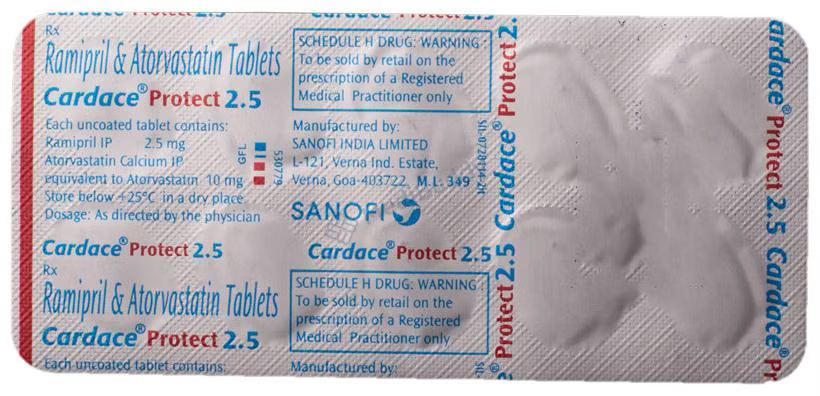 Cardace Protect 2.5
Rx
Ramipril & Atorvastatin Tablets
Cardace® Protect 2.5
Each uncoated tablet contains:
Ramipril IP 2.5 mg
Atorvastatin Calcium IP
equivalent to Atorvastatin 10 mg
Store below +25°C in a dry place
Dosage: As directed by the physician
GFL
530779
SCHEDULE H DRUG: WARNING :
To be sold by retail on the
prescription of a Registered
Medical Practitioner only
Manufactured by:
SANOFI INDIA LIMITED
L-121, Verna Ind. Estate,
Verna, Goa-403722. M.L. 349
SANOFI
Cardace® Protect 2.5
Cardace® Protect 2.5
Rx
Ramipril & Atorvastatin Tablets
Cardace® Protect 2.5
Each uncoated tablet contains:
SCHEDULE H DRUG: WARNING :
To be sold by retail on the
prescription of a Registered
Medical Practitioner only
Manufactured by:
Protect 2.5 Cardace® Protect
ardace® Protect 2.5 Cardace® Pr